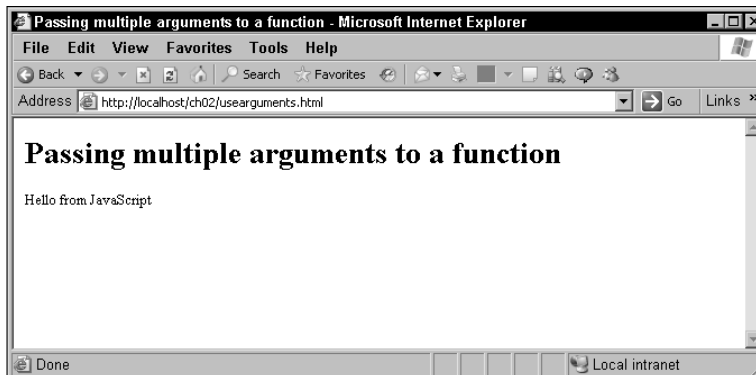 Passing multiple arguments to a function - Microsoft Internet Explorer
File Edit View Favorites Tools Help
Back Search Favorites
Address http://localhost/ch02/usearguments.html Go Links »
Passing multiple arguments to a function
Hello from JavaScript
Done Local intranet